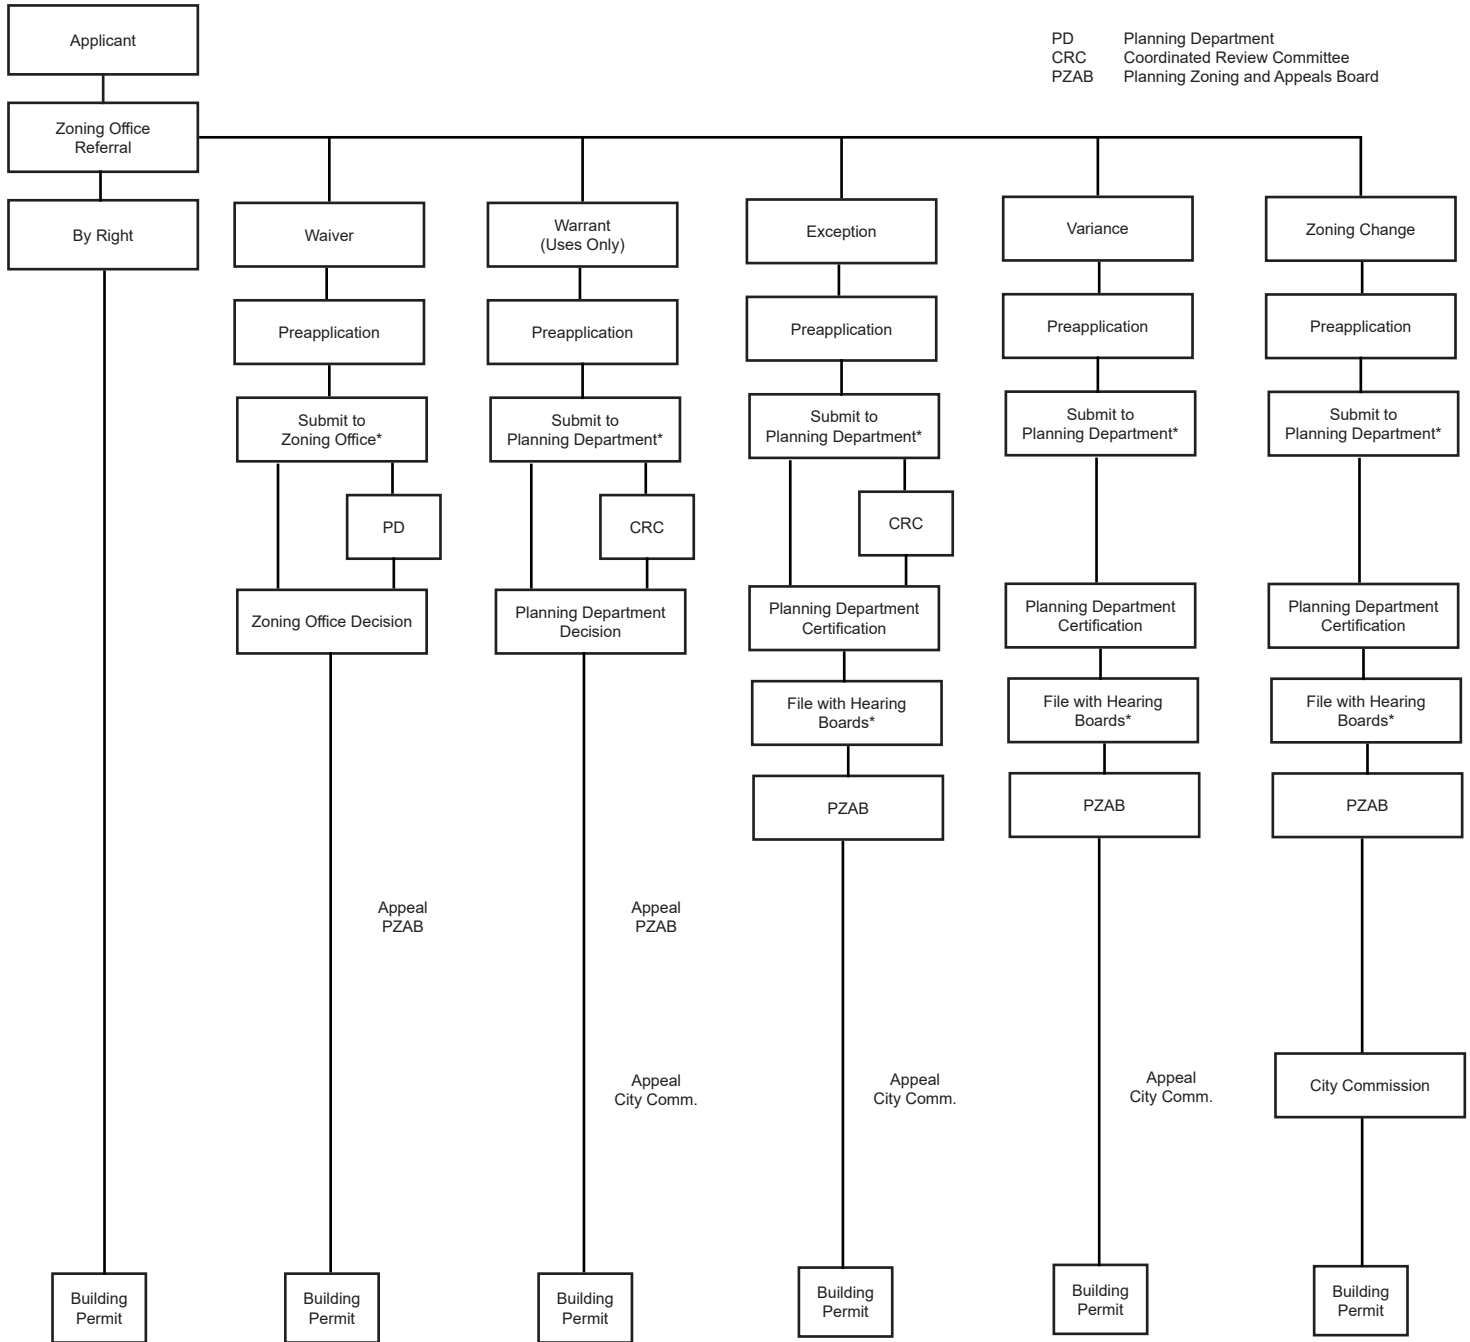 Applicant
PD Planning Department
CRC Coordinated Review Committee
PZAB Planning Zoning and Appeals Board
Zoning Office
Referral
By Right
Waiver
Warrant
(Uses Only)
Exception
Variance
Zoning Change
Preapplication
Preapplication
Preapplication
Preapplication
Preapplication
Submit to
Zoning Office*
Submit to
Planning Department*
Submit to
Planning Department*
Submit to
Planning Department*
Submit to
Planning Department*
PD
CRC
CRC
Zoning Office Decision
Planning Department
Decision
Planning Department
Certification
Planning Department
Certification
Planning Department
Certification
File with Hearing
Boards*
File with Hearing
Boards*
File with Hearing
Boards*
PZAB
PZAB
PZAB
Appeal
PZAB
Appeal
PZAB
Appeal
City Comm.
Appeal
City Comm.
Appeal
City Comm.
City Commission
Building
Permit
Building
Permit
Building
Permit
Building
Permit
Building
Permit
Building
Permit